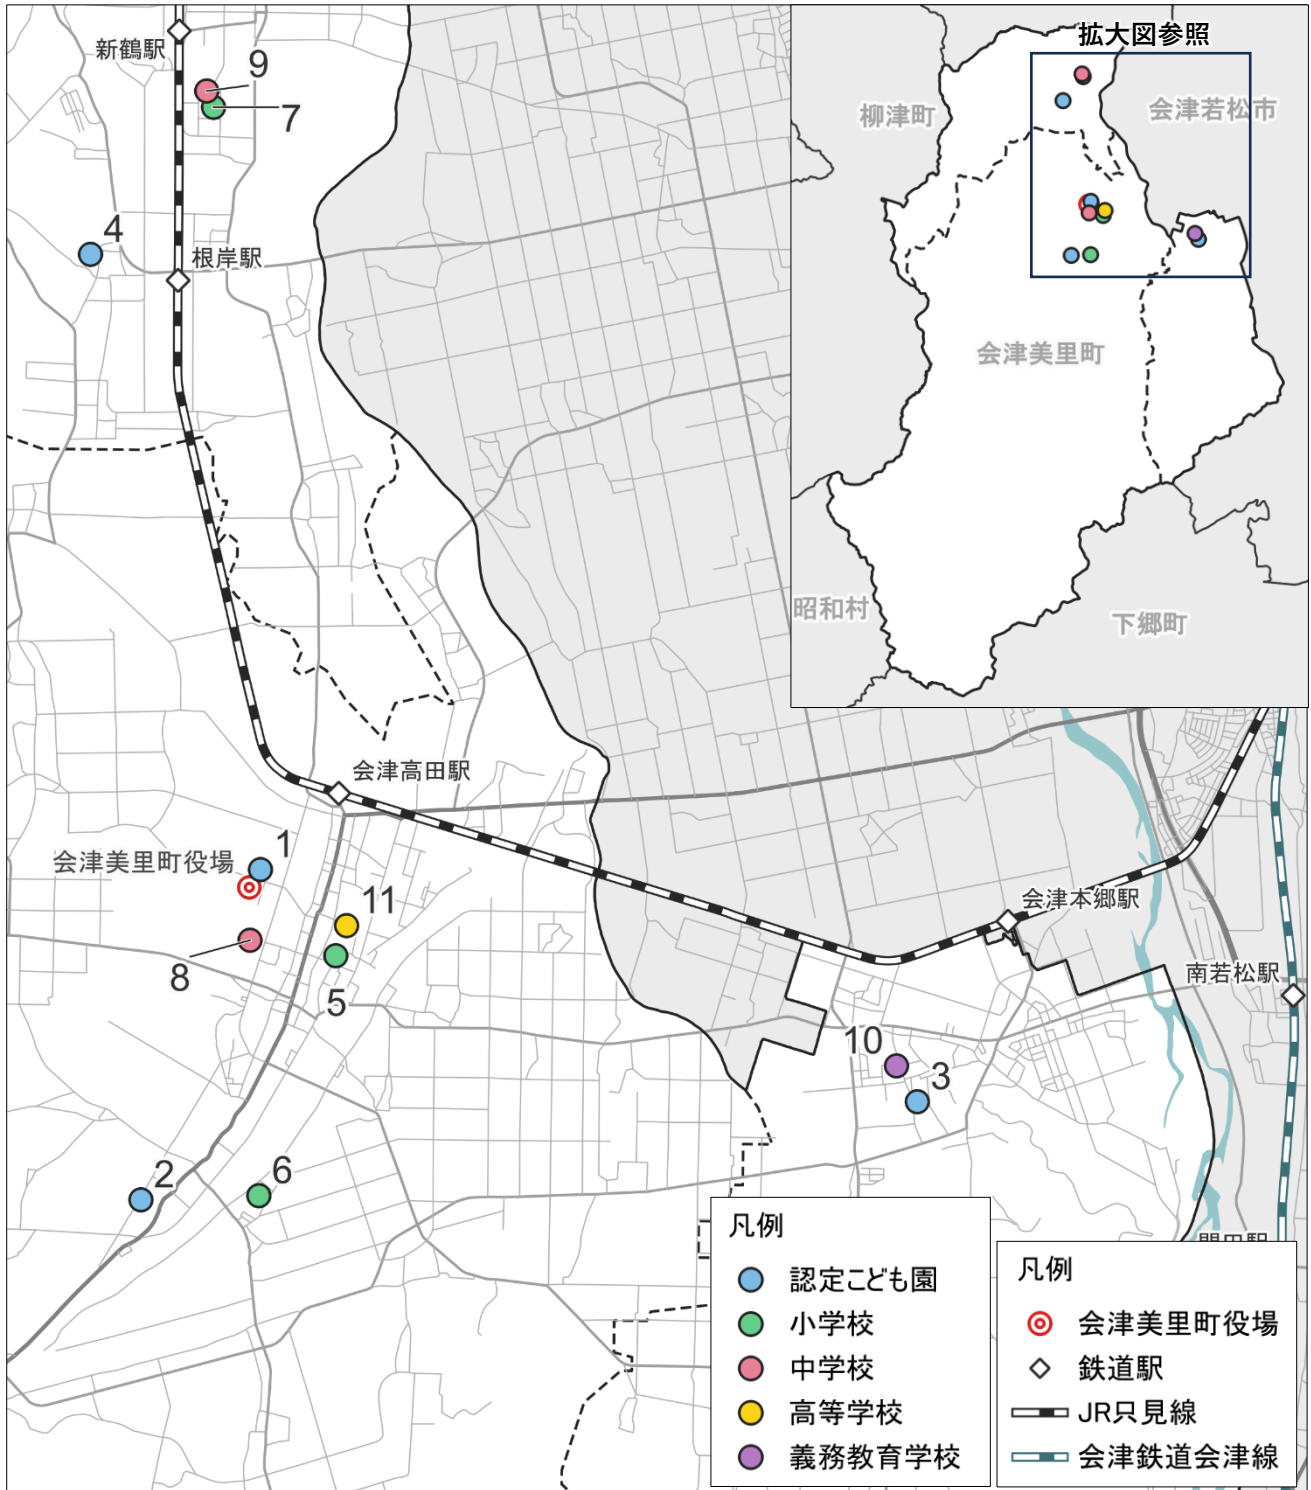 拡大図参照
柳津町
会津若松市
会津美里町
昭和村
下郷町
新鶴駅
9
7
4
根岸駅
会津高田駅
会津美里町役場
1
11
8
5
会津本郷駅
南若松駅
10
3
2
6
凡例
認定こども園
小学校
中学校
高等学校
義務教育学校
凡例
会津美里町役場
鉄道駅
JR只見線
会津鉄道会津線